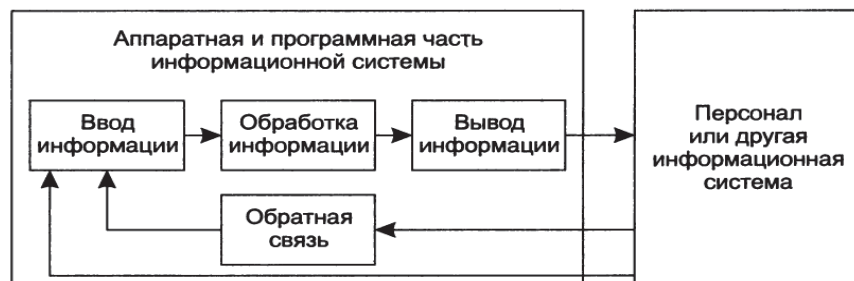 Аппаратная и программная часть
информационной системы
Ввод
информации
Обработка
информации
Вывод
информации
Обратная
связь
Персонал
или другая
информационная
система